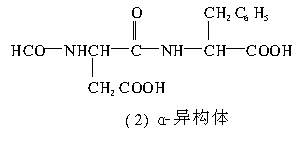 O CH₂C₆H₅
HCO—NHCH—C—NH—CH—COOH
CH₂COOH
(2) α-异构体